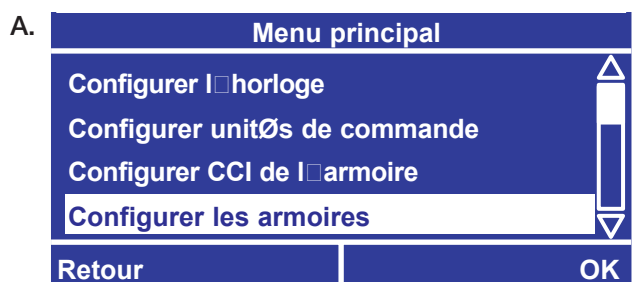 A.
Menu principal
Configurer l□horloge
Configurer unitØs de commande
Configurer CCI de l□armoire
Configurer les armoires
Retour OK